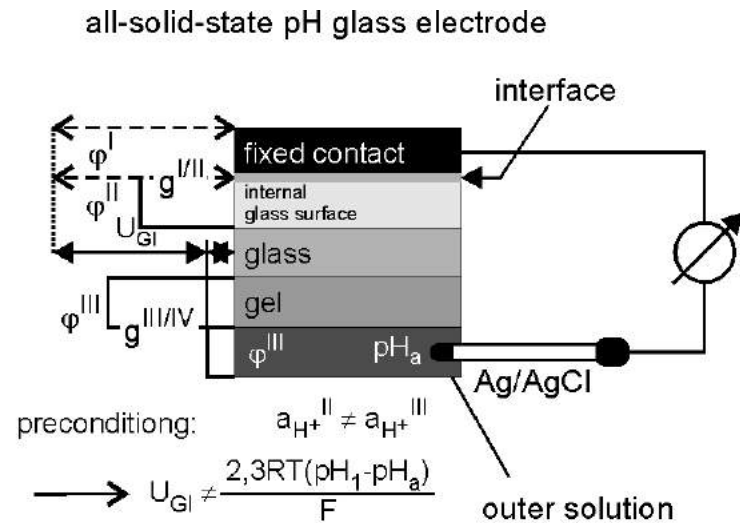 all-solid-state pH glass electrode
interface
fixed contact
φ^I
g^I/II
internal
glass surface
φ^II
U_GI
glass
gel
φ^III
g^III/IV
φ^III
pH_a
Ag/AgCl
preconditiong:
a_H+^II ≠ a_H+^III
U_GI ≠ 2,3RT(pH_1-pH_a)
F
outer solution